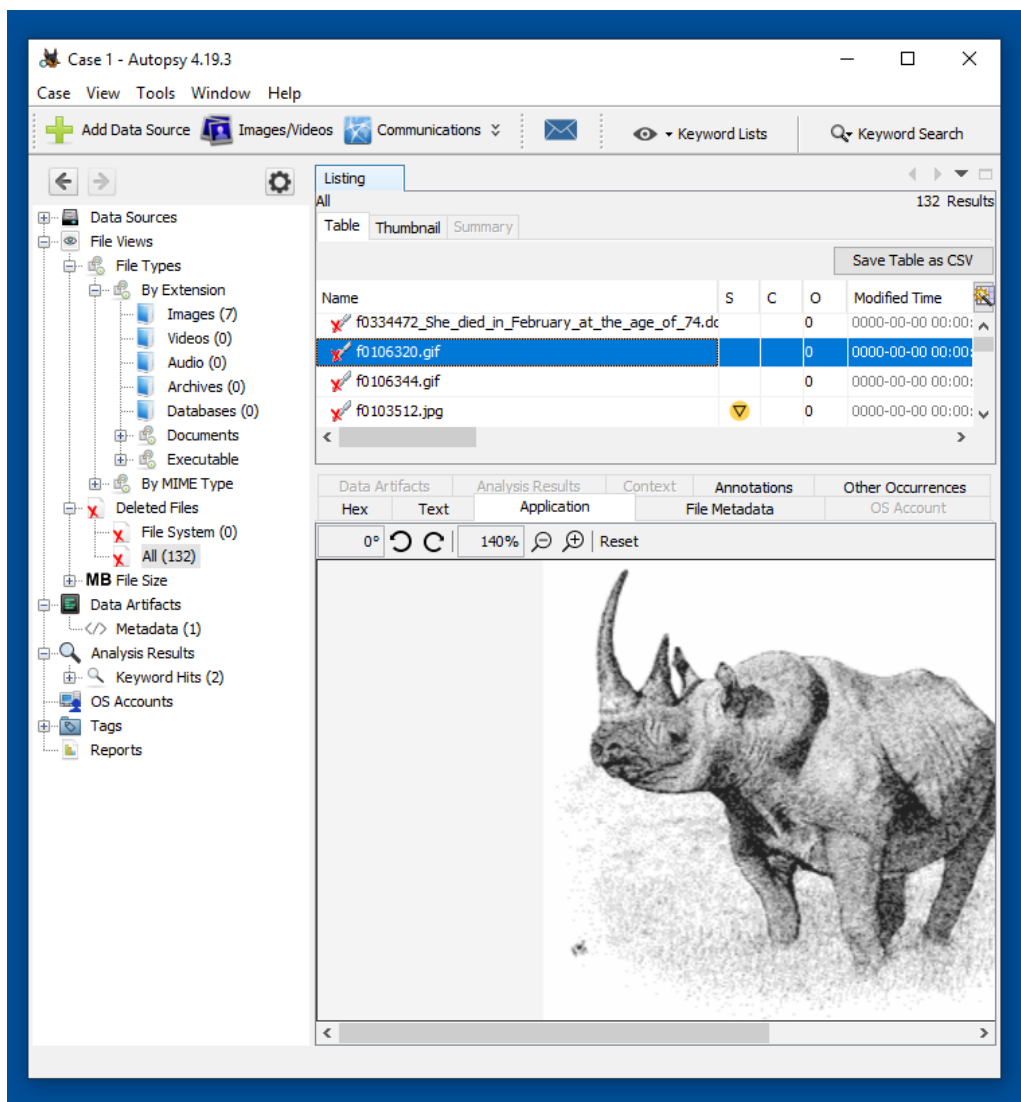 Case 1 - Autopsy 4.19.3
Case View Tools Window Help
Add Data Source Images/Videos Communications Keyword Lists Keyword Search
Listing
All 132 Results
Table Thumbnail Summary
Save Table as CSV
Name S C O Modified Time
f0334472_She_died_in_February_at_the_age_of_74.dc 0 0000-00-00 00:00:
f0106320.gif 0 0000-00-00 00:00:
f0106344.gif 0 0000-00-00 00:00:
f0103512.jpg 0 0000-00-00 00:00:
Data Sources
File Views
File Types
By Extension
Images (7)
Videos (0)
Audio (0)
Archives (0)
Databases (0)
Documents
Executable
By MIME Type
Deleted Files
File System (0)
All (132)
MB File Size
Data Artifacts
Metadata (1)
Analysis Results
Keyword Hits (2)
OS Accounts
Tags
Reports
Data Artifacts Analysis Results Context Annotations Other Occurrences
Hex Text Application File Metadata OS Account
0° 140% Reset